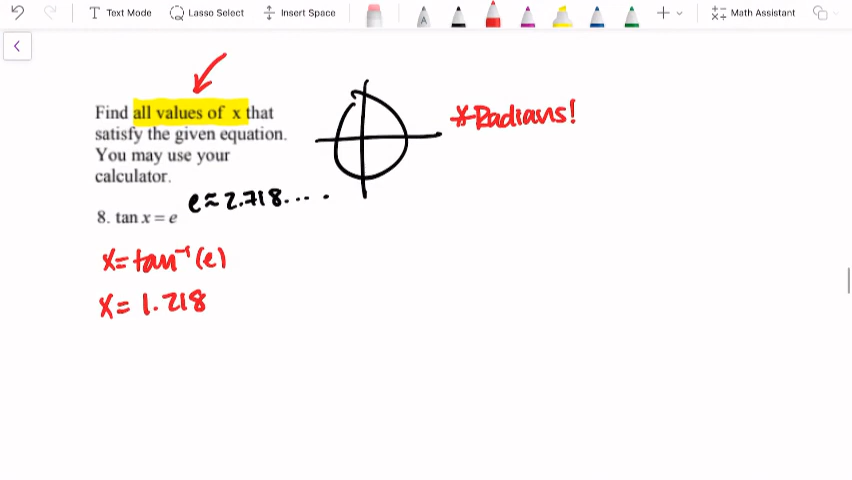 Text Mode
Lasso Select
Insert Space
Math Assistant
Find all values of x that
satisfy the given equation.
You may use your
calculator.
*Radians!
e≈2.718....
8. tan x = e
x = tan⁻¹(e)
x = 1.218